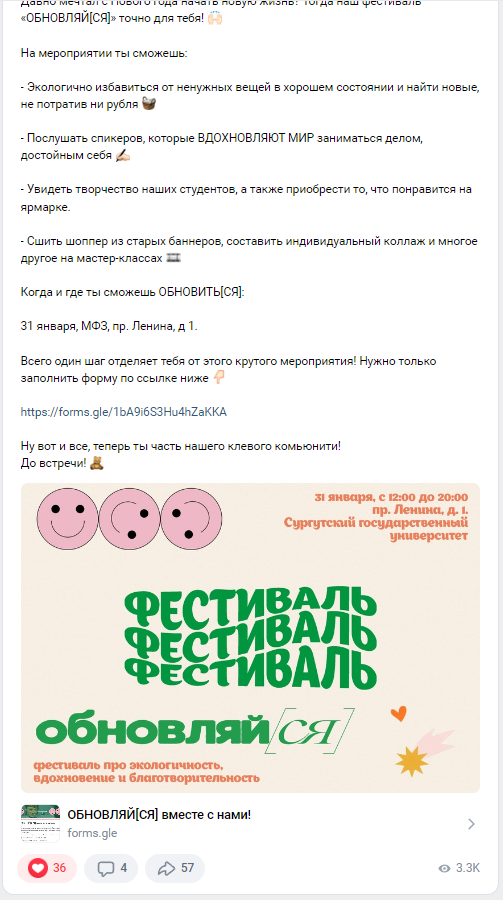 Давно мечтал с Нового года начать новую жизнь? Тогда наш фестиваль
«ОБНОВЛЯЙ[СЯ]» точно для тебя!
На мероприятии ты сможешь:
- Экологично избавиться от ненужных вещей в хорошем состоянии и найти новые,
не потратив ни рубля
- Послушать спикеров, которые ВДОХНОВЛЯЮТ МИР заниматься делом,
достойным себя
- Увидеть творчество наших студентов, а также приобрести то, что понравится на
ярмарке.
- Сшить шоппер из старых баннеров, составить индивидуальный коллаж и многое
другое на мастер-классах
Когда и где ты сможешь ОБНОВИТЬ[СЯ]:
31 января, МФЗ, пр. Ленина, д 1.
Всего один шаг отделяет тебя от этого крутого мероприятия! Нужно только
заполнить форму по ссылке ниже
https://forms.gle/1bA9i6S3Hu4hZaKKA
Ну вот и все, теперь ты часть нашего клевого комьюнити!
До встречи!
31 января, с 12:00 до 20:00
пр. Ленина, д. 1.
Сургутский государственный
университет
ФЕСТИВАЛЬ
ФЕСТИВАЛЬ
ФЕСТИВАЛЬ
обновляй[ся]
фестиваль про экологичность,
вдохновение и благотворительность
ОБНОВЛЯЙ[СЯ] вместе с нами!
forms.gle
36 4 57 3.3K